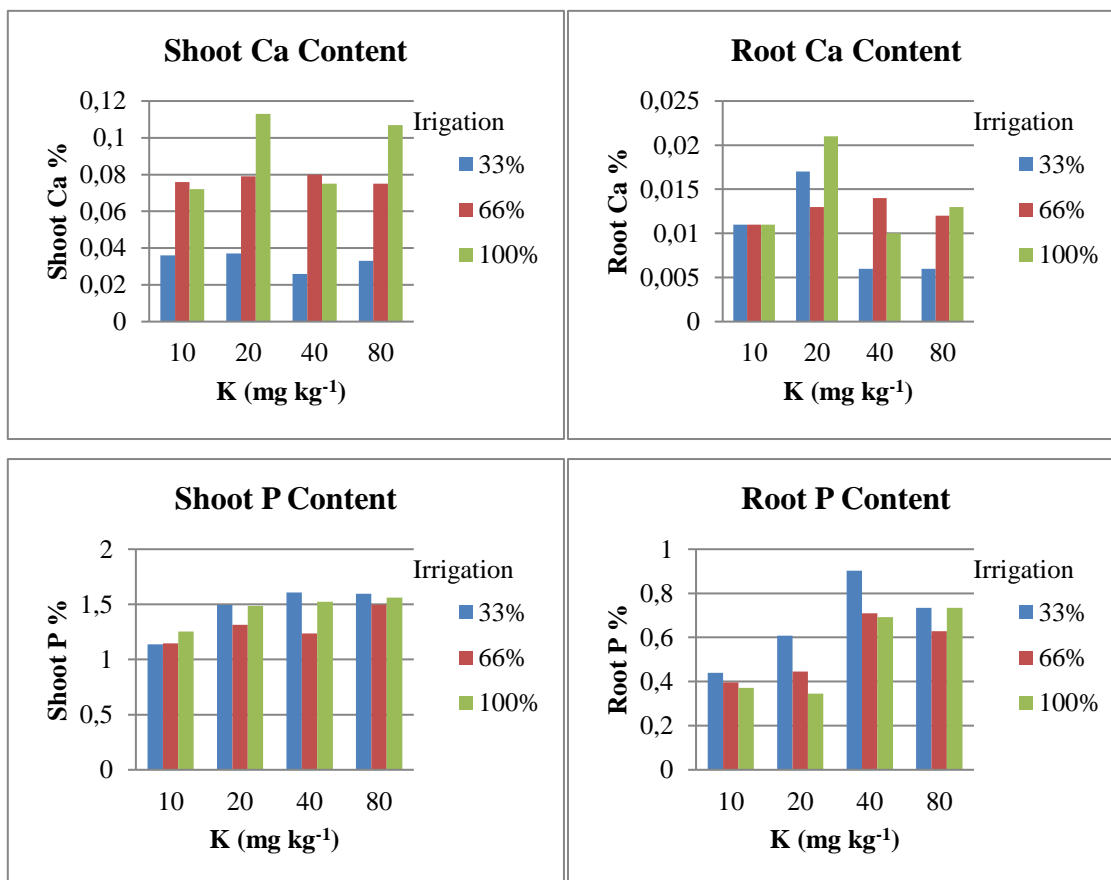 Shoot Ca Content
Shoot Ca %
0,12
0,1
0,08
0,06
0,04
0,02
0
10 20 40 80
K (mg kg-1)
Irigation
33%
66%
100%
Root Ca Content
Root Ca %
0,025
0,02
0,015
0,01
0,005
0
10 20 40 80
K (mg kg-1)
Irrigation
33%
66%
100%
Shoot P Content
Shoot P %
2
1,5
1
0,5
0
10 20 40 80
K (mg kg-1)
Irrigation
33%
66%
100%
Root P Content
Root P %
1
0,8
0,6
0,4
0,2
0
10 20 40 80
K (mg kg-1)
Irrigation
33%
66%
100%